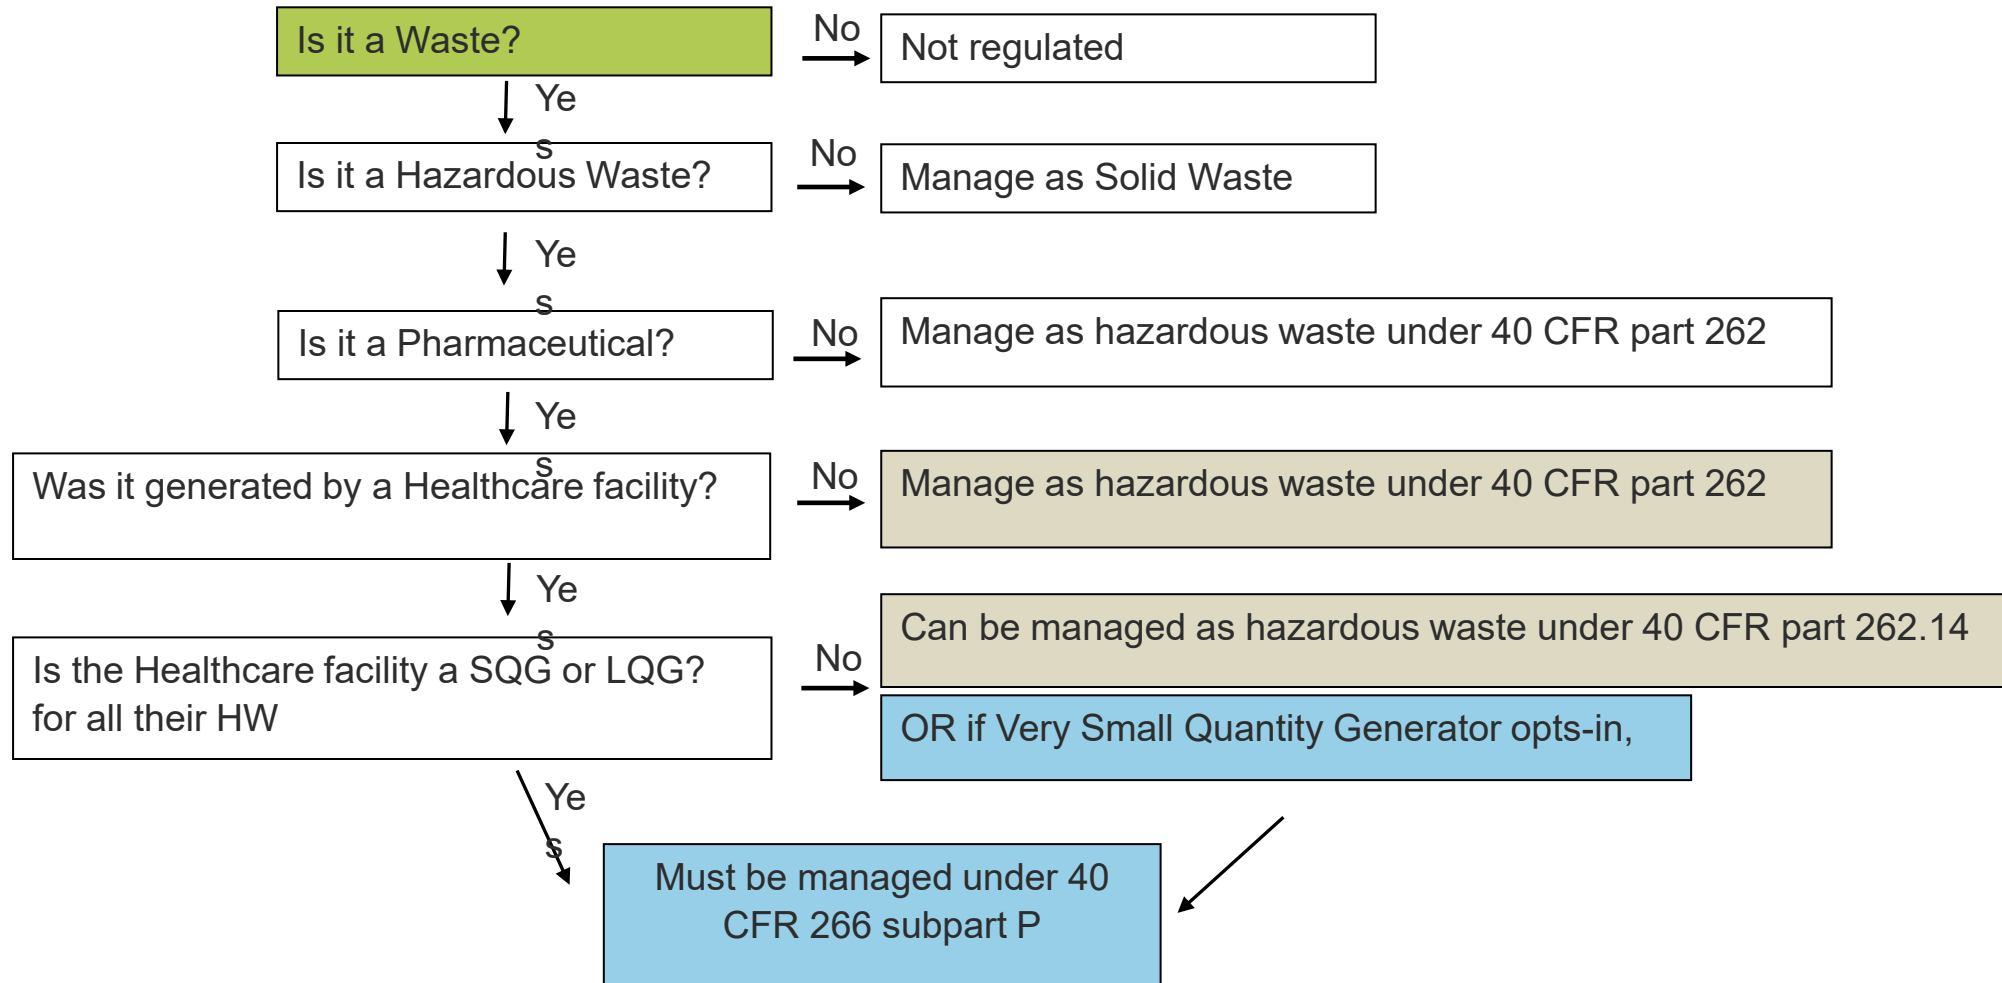 Is it a Waste?
No
Not regulated
Ye
s
Is it a Hazardous Waste?
No
Manage as Solid Waste
Ye
s
Is it a Pharmaceutical?
No
Manage as hazardous waste under 40 CFR part 262
Ye
s
Was it generated by a Healthcare facility?
No
Manage as hazardous waste under 40 CFR part 262
Ye
s
Is the Healthcare facility a SQG or LQG?
for all their HW
No
Can be managed as hazardous waste under 40 CFR part 262.14
OR if Very Small Quantity Generator opts-in,
Ye
s
Must be managed under 40
CFR 266 subpart P